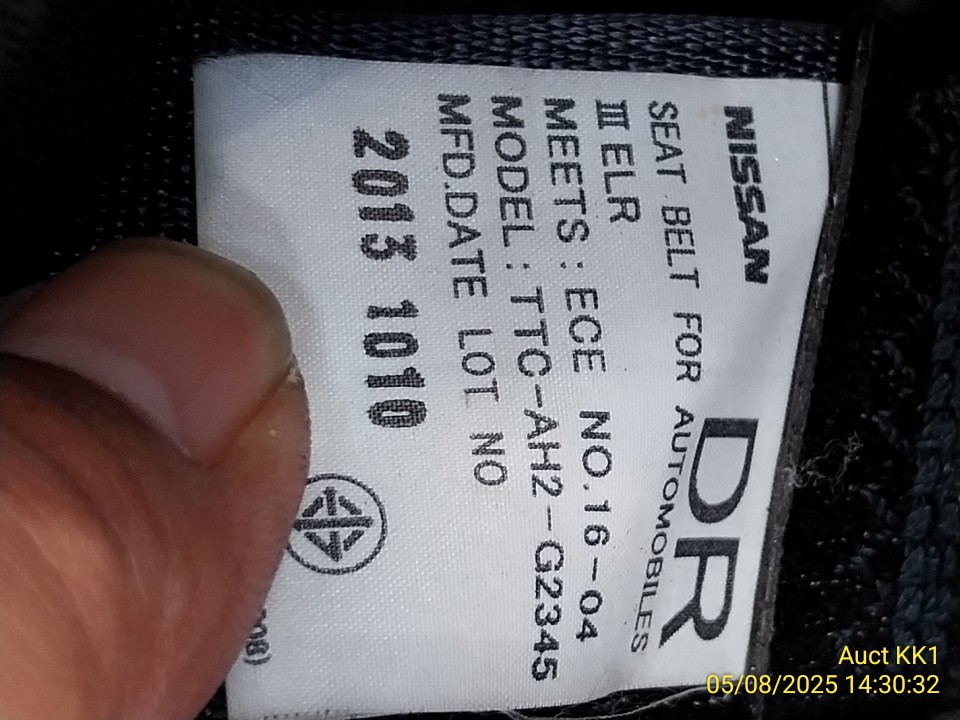 NISSAN DR
SEAT BELT FOR AUTOMOBILES
III ELR
MEETS : ECE NO.16-04
MODEL : TTC-AH2-G2345
MFD.DATE LOT NO
2013 1010
Auct KK1
05/08/2025 14:30:32